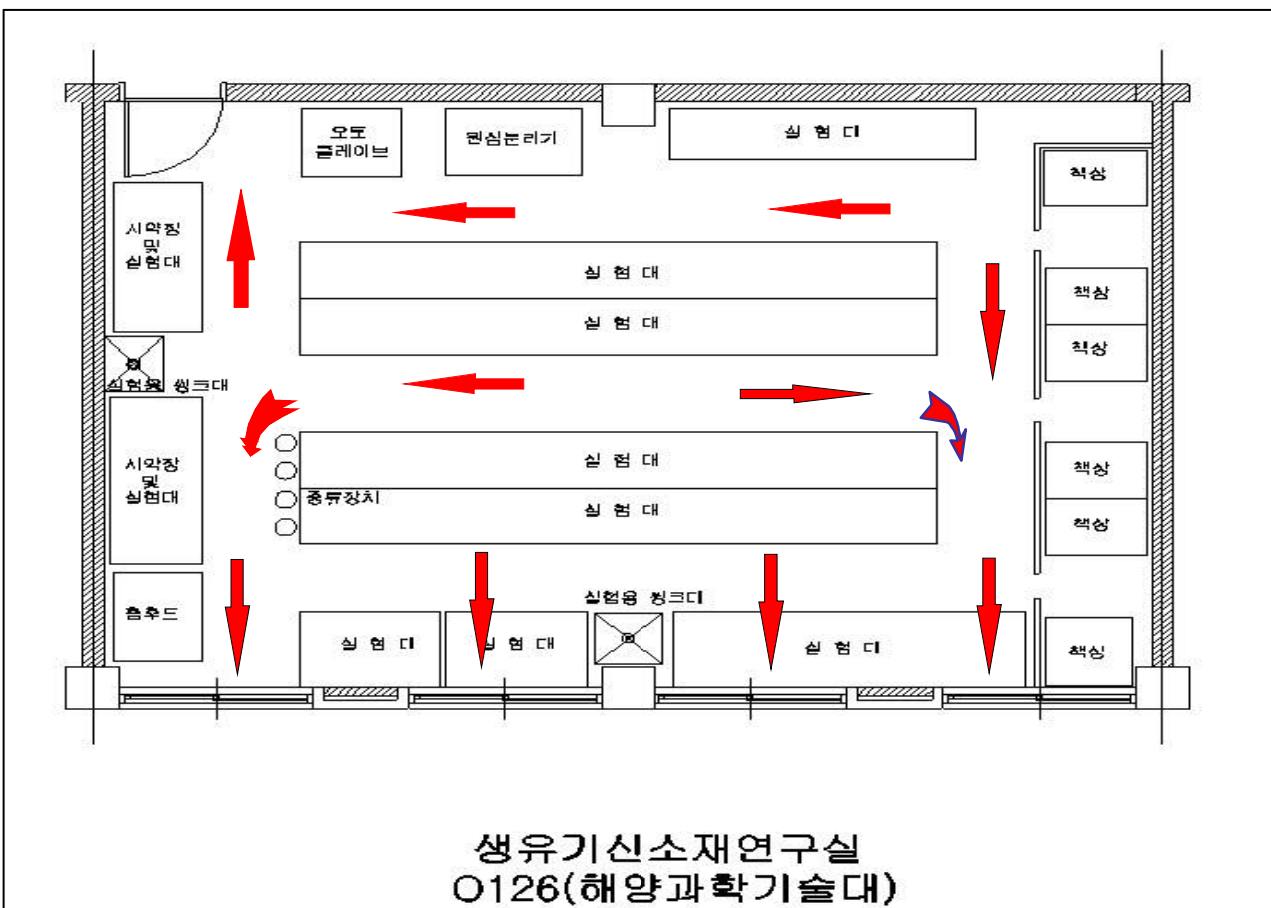 오토
클레이브
원심분리기
실 험 대
책상
시약장
및
실험대
실 험 대
실 험 대
책상
책상
실험용 씽크대
시약장
및
실험대
실 험 대
증류장치
실 험 대
책상
책상
흄후드
실험용 씽크대
실 험 대
실 험 대
실 험 대
책상
생유기신소재연구실
O126(해양과학기술대)